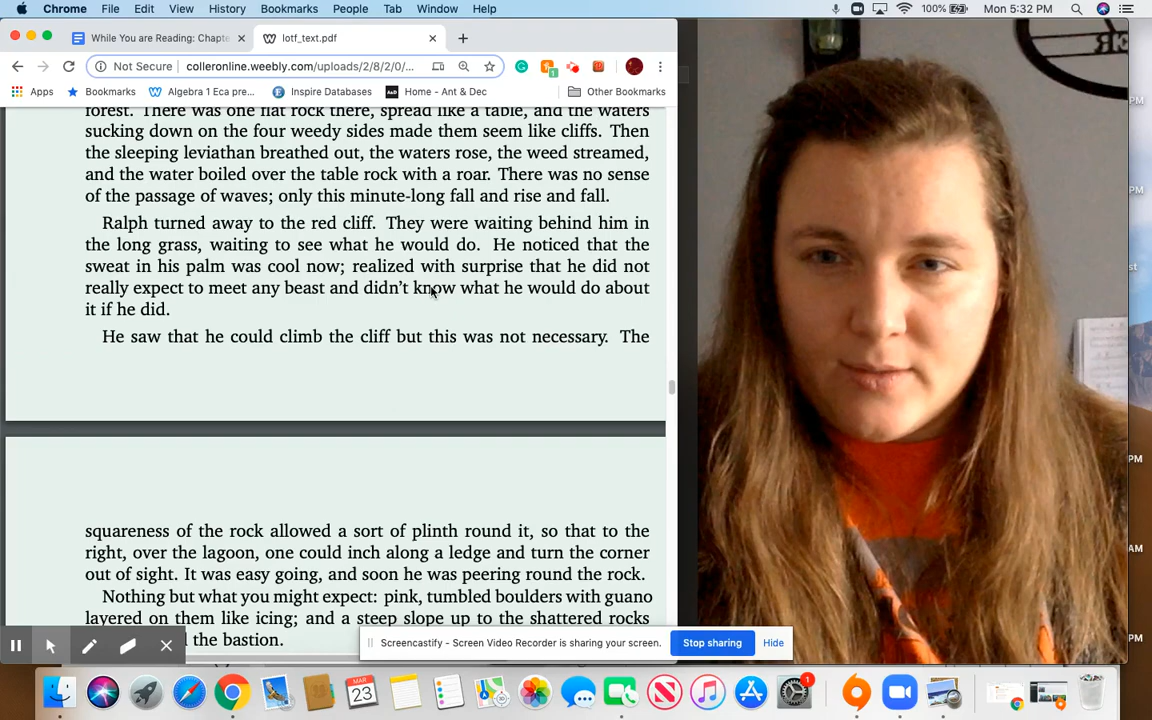 Chrome File Edit View History Bookmarks People Tab Window Help 100% Mon 5:32 PM
While You are Reading: Chapte lotf_text.pdf
Not Secure colleronline.weebly.com/uploads/2/8/2/0/...
Apps Bookmarks Algebra 1 Eca pre... Inspire Databases A&D Home - Ant & Dec Other Bookmarks
forest. There was one flat rock there, spread like a table, and the waters
sucking down on the four weedy sides made them seem like cliffs. Then
the sleeping leviathan breathed out, the waters rose, the weed streamed,
and the water boiled over the table rock with a roar. There was no sense
of the passage of waves; only this minute-long fall and rise and fall.
Ralph turned away to the red cliff. They were waiting behind him in
the long grass, waiting to see what he would do. He noticed that the
sweat in his palm was cool now; realized with surprise that he did not
really expect to meet any beast and didn't know what he would do about
it if he did.
He saw that he could climb the cliff but this was not necessary. The
squareness of the rock allowed a sort of plinth round it, so that to the
right, over the lagoon, one could inch along a ledge and turn the corner
out of sight. It was easy going, and soon he was peering round the rock.
Nothing but what you might expect: pink, tumbled boulders with guano
layered on them like icing; and a steep slope up to the shattered rocks
the bastion.
Screencastify - Screen Video Recorder is sharing your screen. Stop sharing Hide
PM
PM
st
PM
AM
PM
MAR
23
1
1